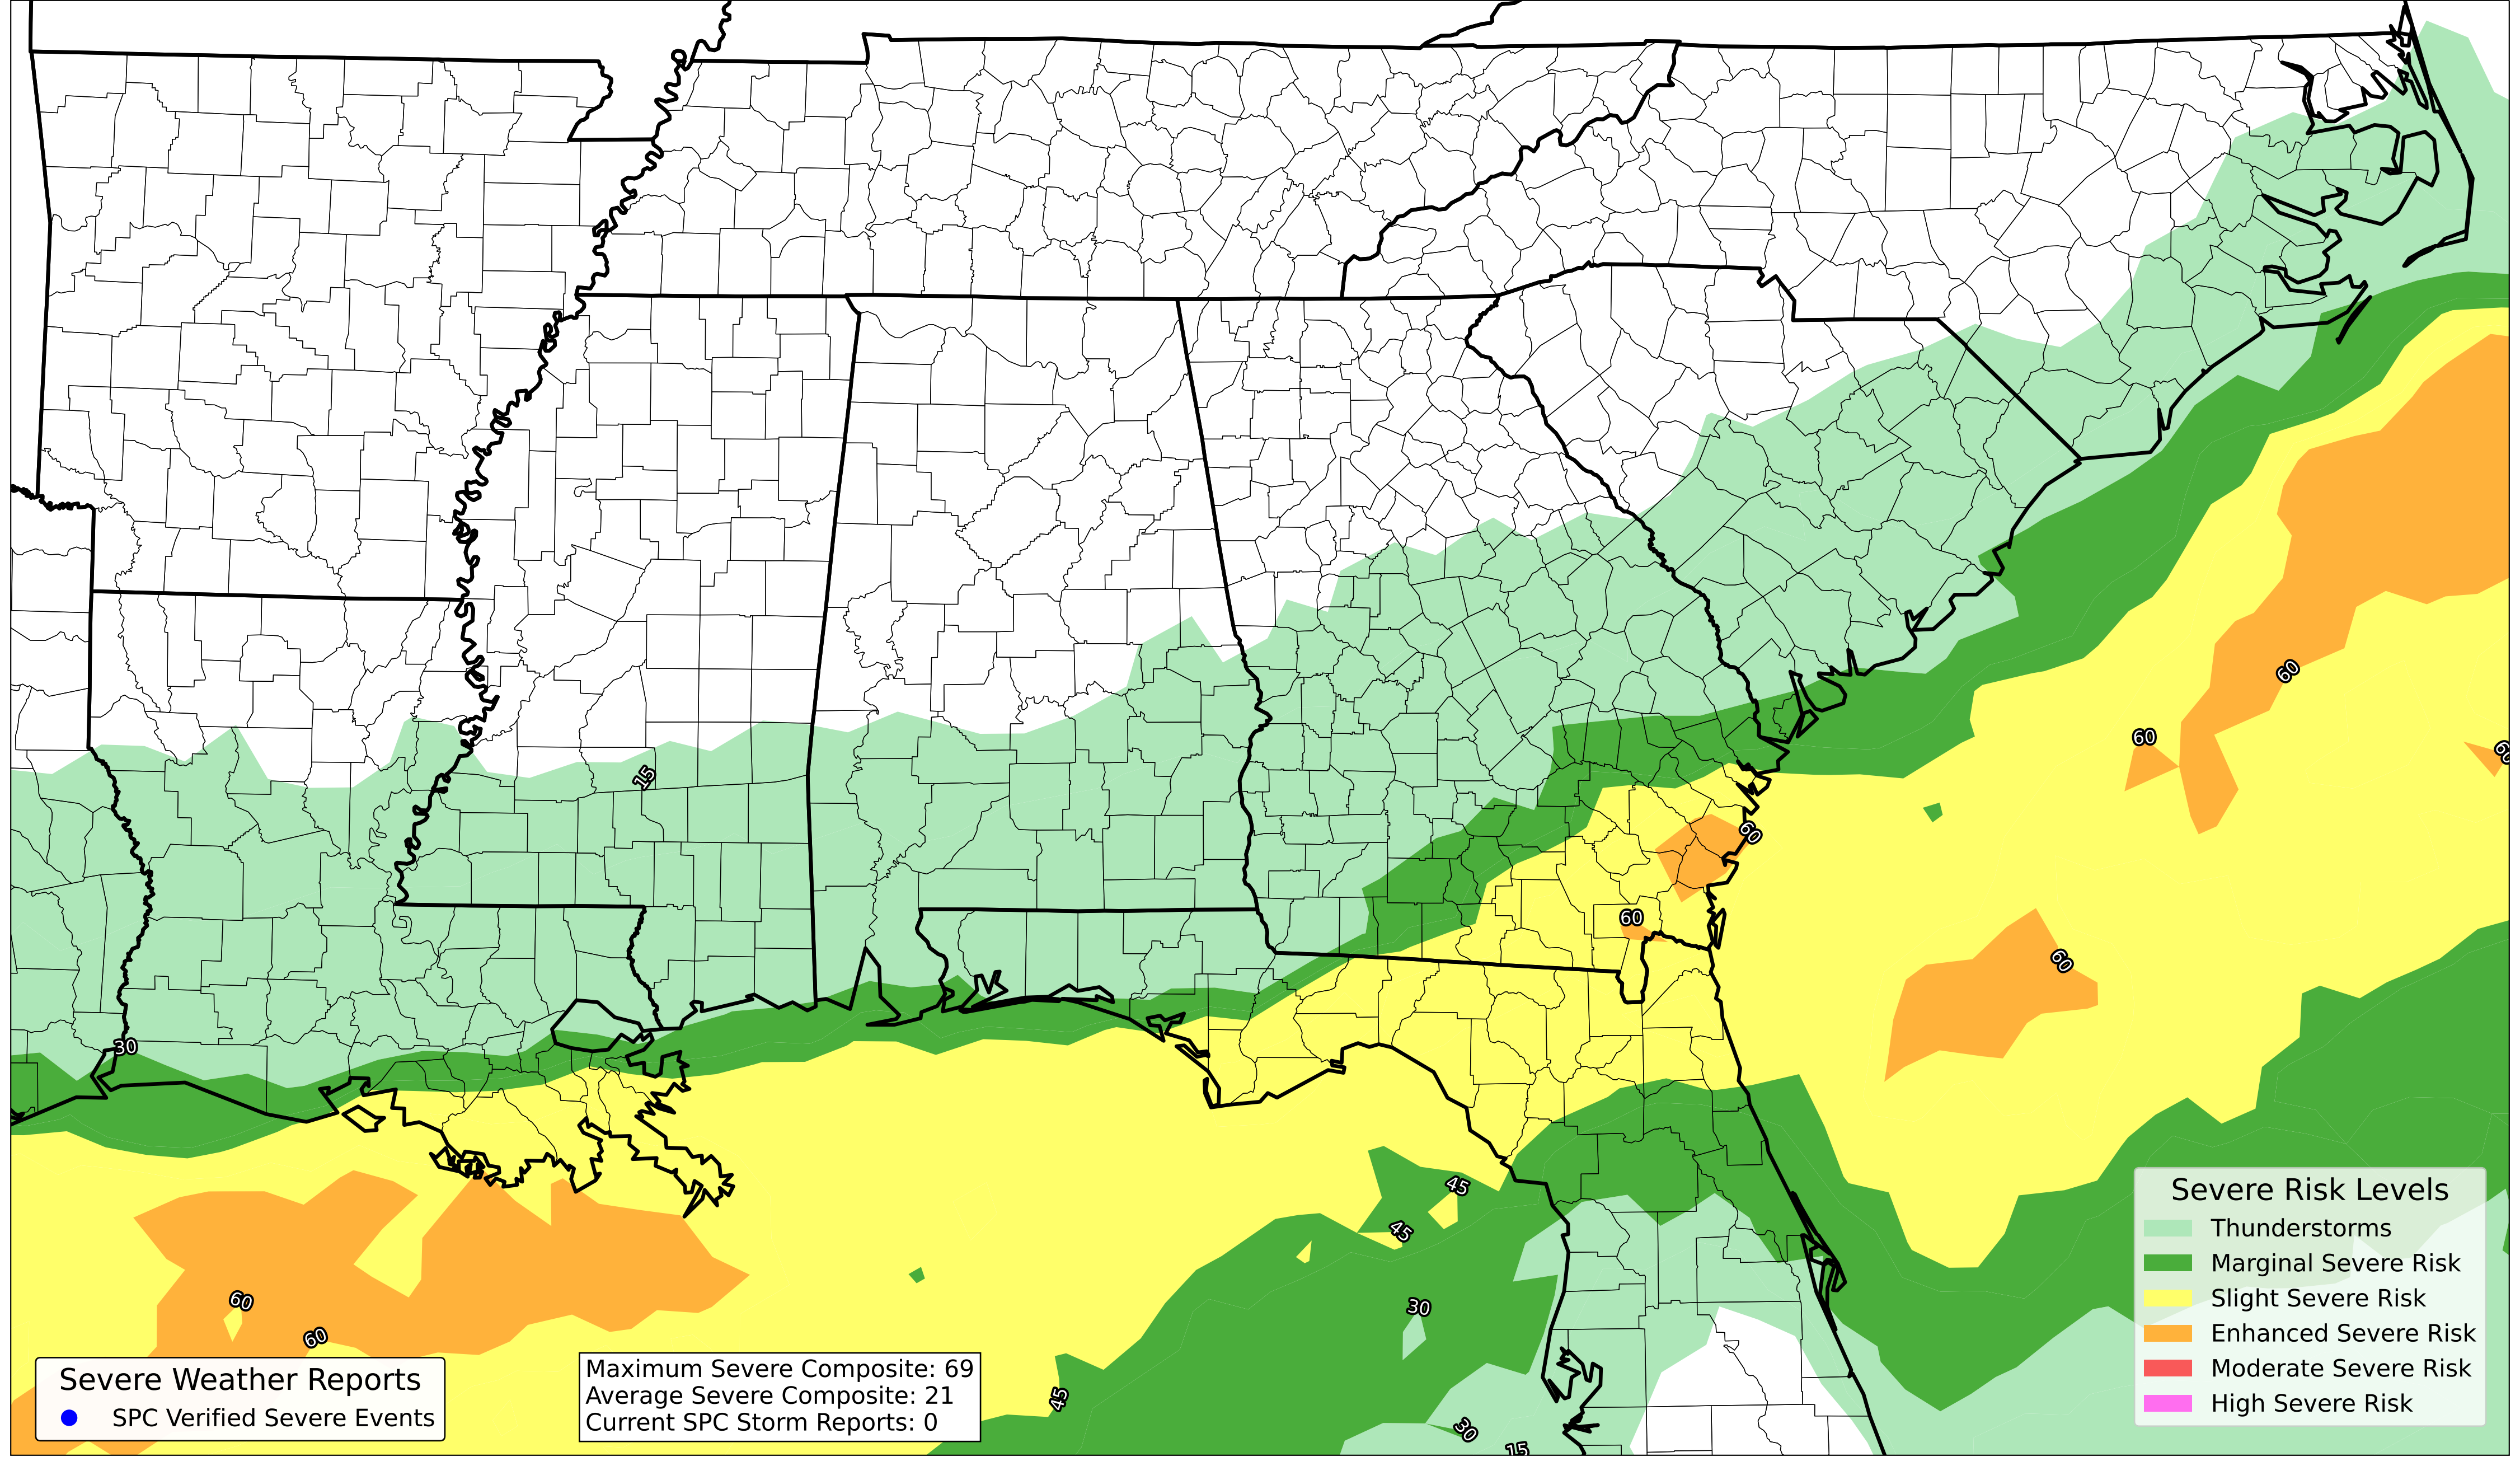 15
60
60
60
60
60
60
30
45
45
60
30
60
45
30
15
Severe Risk Levels
Thunderstorms
Marginal Severe Risk
Slight Severe Risk
Enhanced Severe Risk
Moderate Severe Risk
High Severe Risk
Severe Weather Reports
SPC Verified Severe Events
Maximum Severe Composite: 69
Average Severe Composite: 21
Current SPC Storm Reports: 0